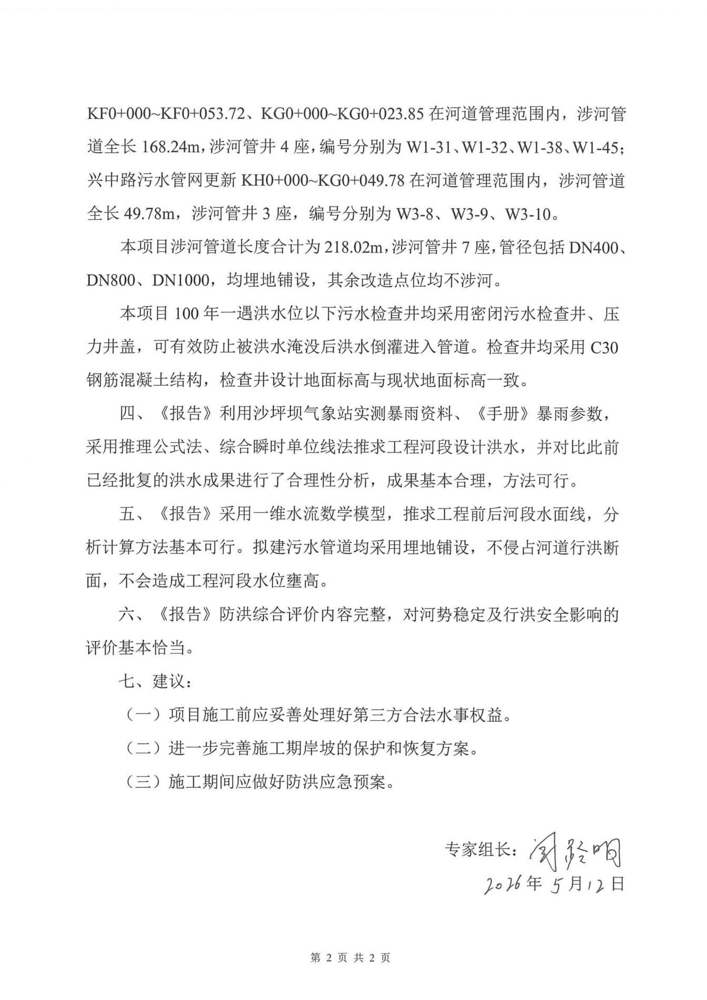 KF0+000~KF0+053.72、KG0+000~KG0+023.85 在河道管理范围内，涉河管
道全长 168.24m，涉河管井 4 座，编号分别为 W1-31、W1-32、W1-38、W1-45；
兴中路污水管网更新 KH0+000~KG0+049.78 在河道管理范围内，涉河管道
全长 49.78m，涉河管井 3 座，编号分别为 W3-8、W3-9、W3-10。
本项目涉河管道长度合计为 218.02m，涉河管井 7 座，管径包括 DN400、
DN800、DN1000，均埋地铺设，其余改造点位均不涉河。
本项目 100 年一遇洪水位以下污水检查井均采用密闭污水检查井、压
力井盖，可有效防止被洪水淹没后洪水倒灌进入管道。检查井均采用 C30
钢筋混凝土结构，检查井设计地面标高与现状地面标高一致。
四、《报告》利用沙坪坝气象站实测暴雨资料、《手册》暴雨参数，
采用推理公式法、综合瞬时单位线法推求工程河段设计洪水，并对比此前
已经批复的洪水成果进行了合理性分析，成果基本合理，方法可行。
五、《报告》采用一维水流数学模型，推求工程前后河段水面线，分
析计算方法基本可行。拟建污水管道均采用埋地铺设，不侵占河道行洪断
面，不会造成工程河段水位壅高。
六、《报告》防洪综合评价内容完整，对河势稳定及行洪安全影响的
评价基本恰当。
七、建议：
（一）项目施工前应妥善处理好第三方合法水事权益。
（二）进一步完善施工期岸坡的保护和恢复方案。
（三）施工期间应做好防洪应急预案。
专家组长：
2026年 5 月 12 日
第 2 页 共 2 页